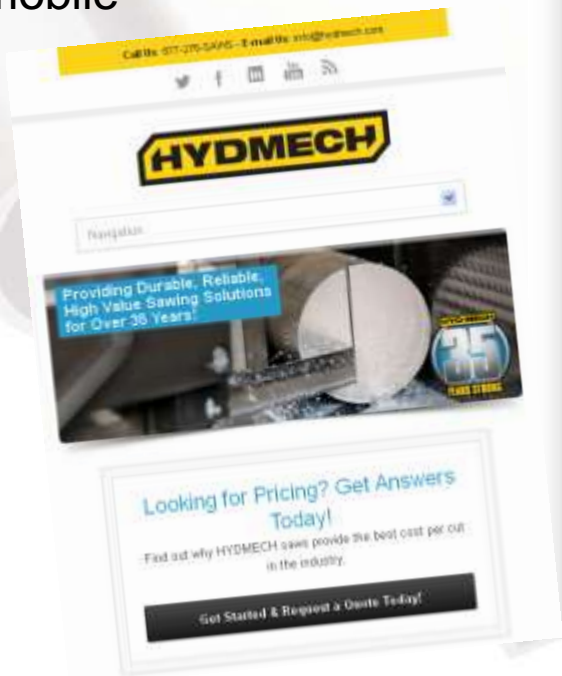 mobile
Call Us: 877-276-SAWS - E-mail Us: info@hydmech.com
HYDMECH
Navigation
Providing Durable, Reliable,
High Value Sawing Solutions
for Over 35 Years!
HYD·MECH
35
YEARS STRONG
Looking for Pricing? Get Answers
Today!
Find out why HYDMECH saws provide the best cost per cut
in the industry.
Get Started & Request a Quote Today!